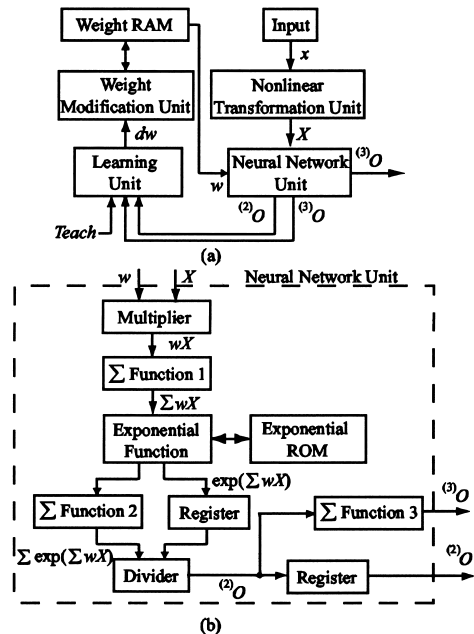 Weight RAM
Input
x
Weight
Modification Unit
Nonlinear
Transformation Unit
dw
X
Learning
Unit
Neural Network
Unit
(3)O
w
(2)O
(3)O
Teach
(a)
w
X
Neural Network Unit
Multiplier
wX
∑ Function 1
∑wX
Exponential
Function
Exponential
ROM
exp(∑wX)
∑ Function 2
Register
∑ Function 3
(3)O
∑exp(∑wX)
Divider
(2)O
Register
(2)O
(b)